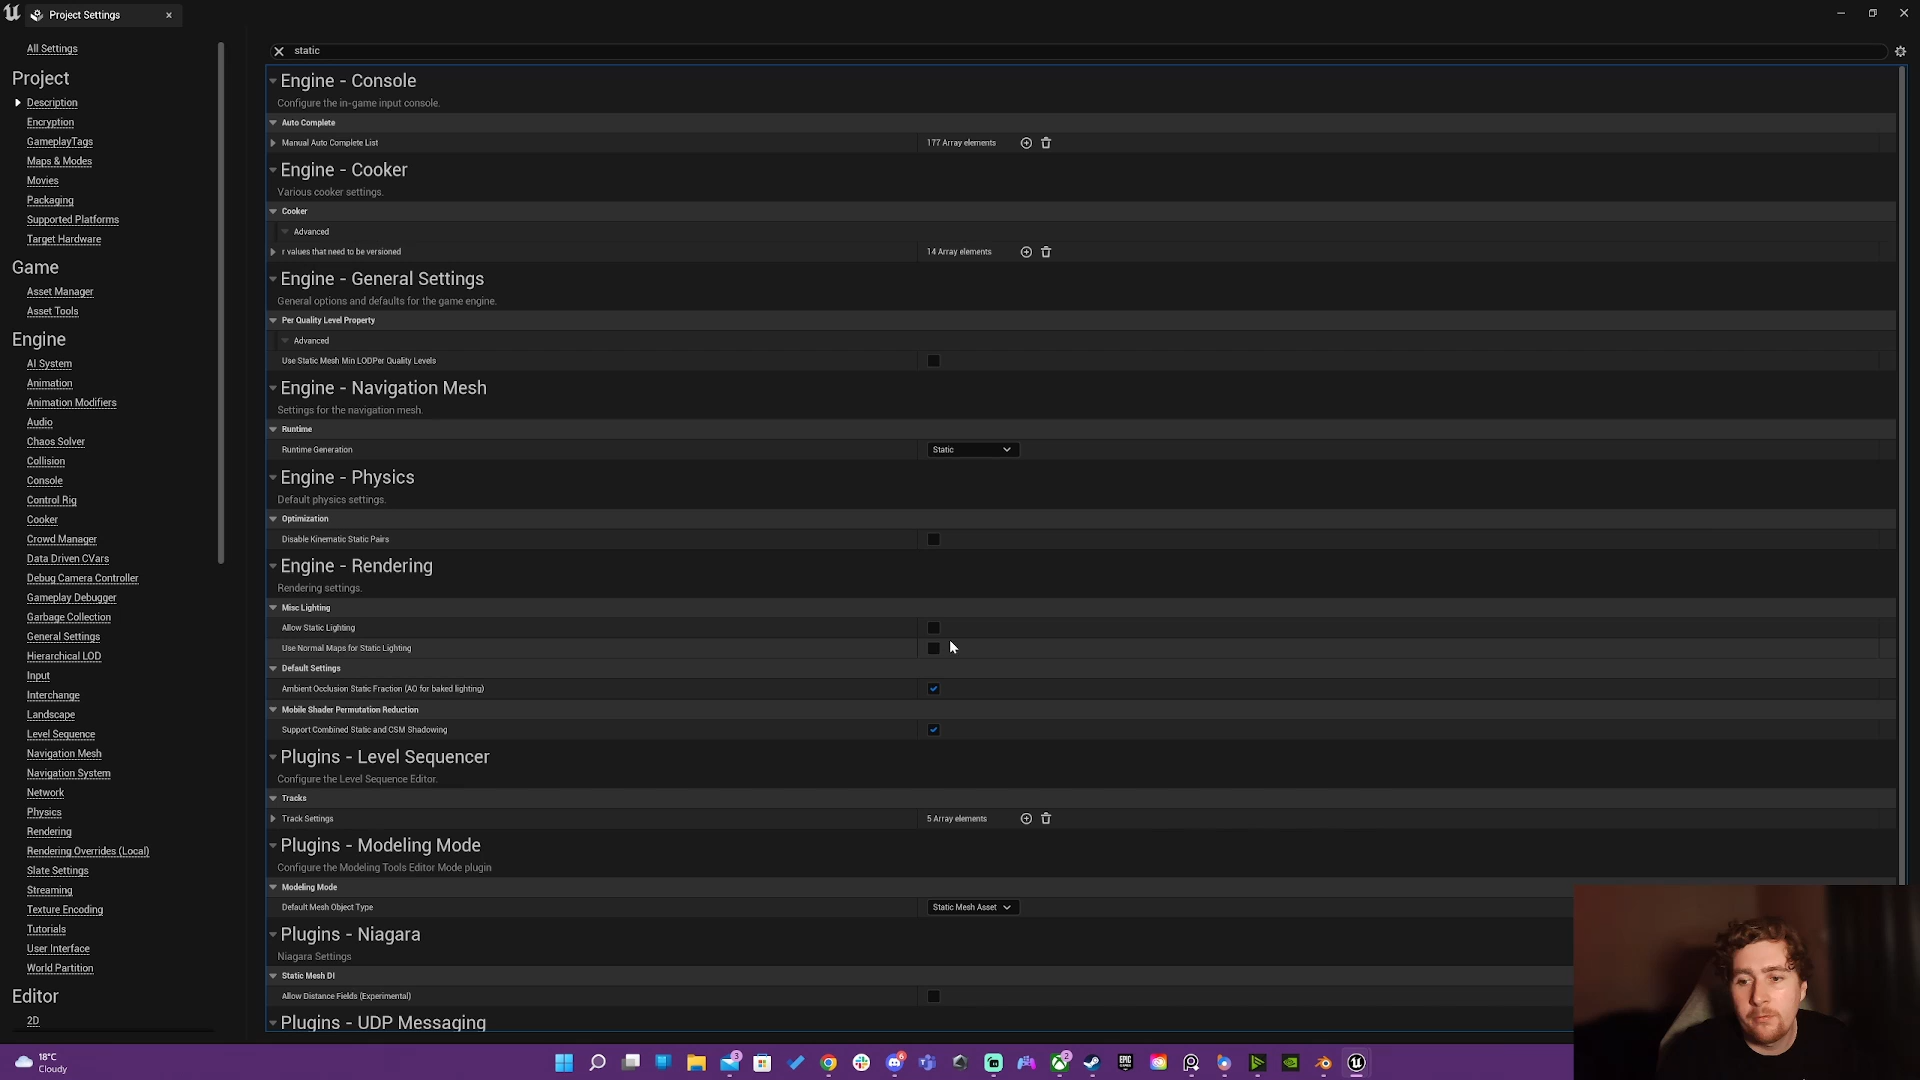 Project Settings
static
All Settings
Project
Description
Encryption
GameplayTags
Maps & Modes
Movies
Packaging
Supported Platforms
Target Hardware
Game
Asset Manager
Asset Tools
Engine
AI System
Animation
Animation Modifiers
Audio
Chaos Solver
Collision
Console
Control Rig
Cooker
Crowd Manager
Data Driven CVars
Debug Camera Controller
Gameplay Debugger
Garbage Collection
General Settings
Hierarchical LOD
Input
Interchange
Landscape
Level Sequence
Navigation Mesh
Navigation System
Network
Physics
Rendering
Rendering Overrides (Local)
Slate Settings
Streaming
Texture Encoding
Tutorials
User Interface
World Partition
Editor
2D
Engine - Console
Configure the in-game input console.
Auto Complete
Manual Auto Complete List 177 Array elements
Engine - Cooker
Various cooker settings.
Cooker
Advanced
r values that need to be versioned 14 Array elements
Engine - General Settings
General options and defaults for the game engine.
Per Quality Level Property
Advanced
Use Static Mesh Min LODPer Quality Levels
Engine - Navigation Mesh
Settings for the navigation mesh.
Runtime
Runtime Generation Static
Engine - Physics
Default physics settings.
Optimization
Disable Kinematic Static Pairs
Engine - Rendering
Rendering settings.
Misc Lighting
Allow Static Lighting
Use Normal Maps for Static Lighting
Default Settings
Ambient Occlusion Static Fraction (AO for baked lighting)
Mobile Shader Permutation Reduction
Support Combined Static and CSM Shadowing
Plugins - Level Sequencer
Configure the Level Sequence Editor.
Tracks
Track Settings 5 Array elements
Plugins - Modeling Mode
Configure the Modeling Tools Editor Mode plugin
Modeling Mode
Default Mesh Object Type Static Mesh Asset
Plugins - Niagara
Niagara Settings
Static Mesh DI
Allow Distance Fields (Experimental)
Plugins - UDP Messaging
18°C
Cloudy
3
6
2
EPIC